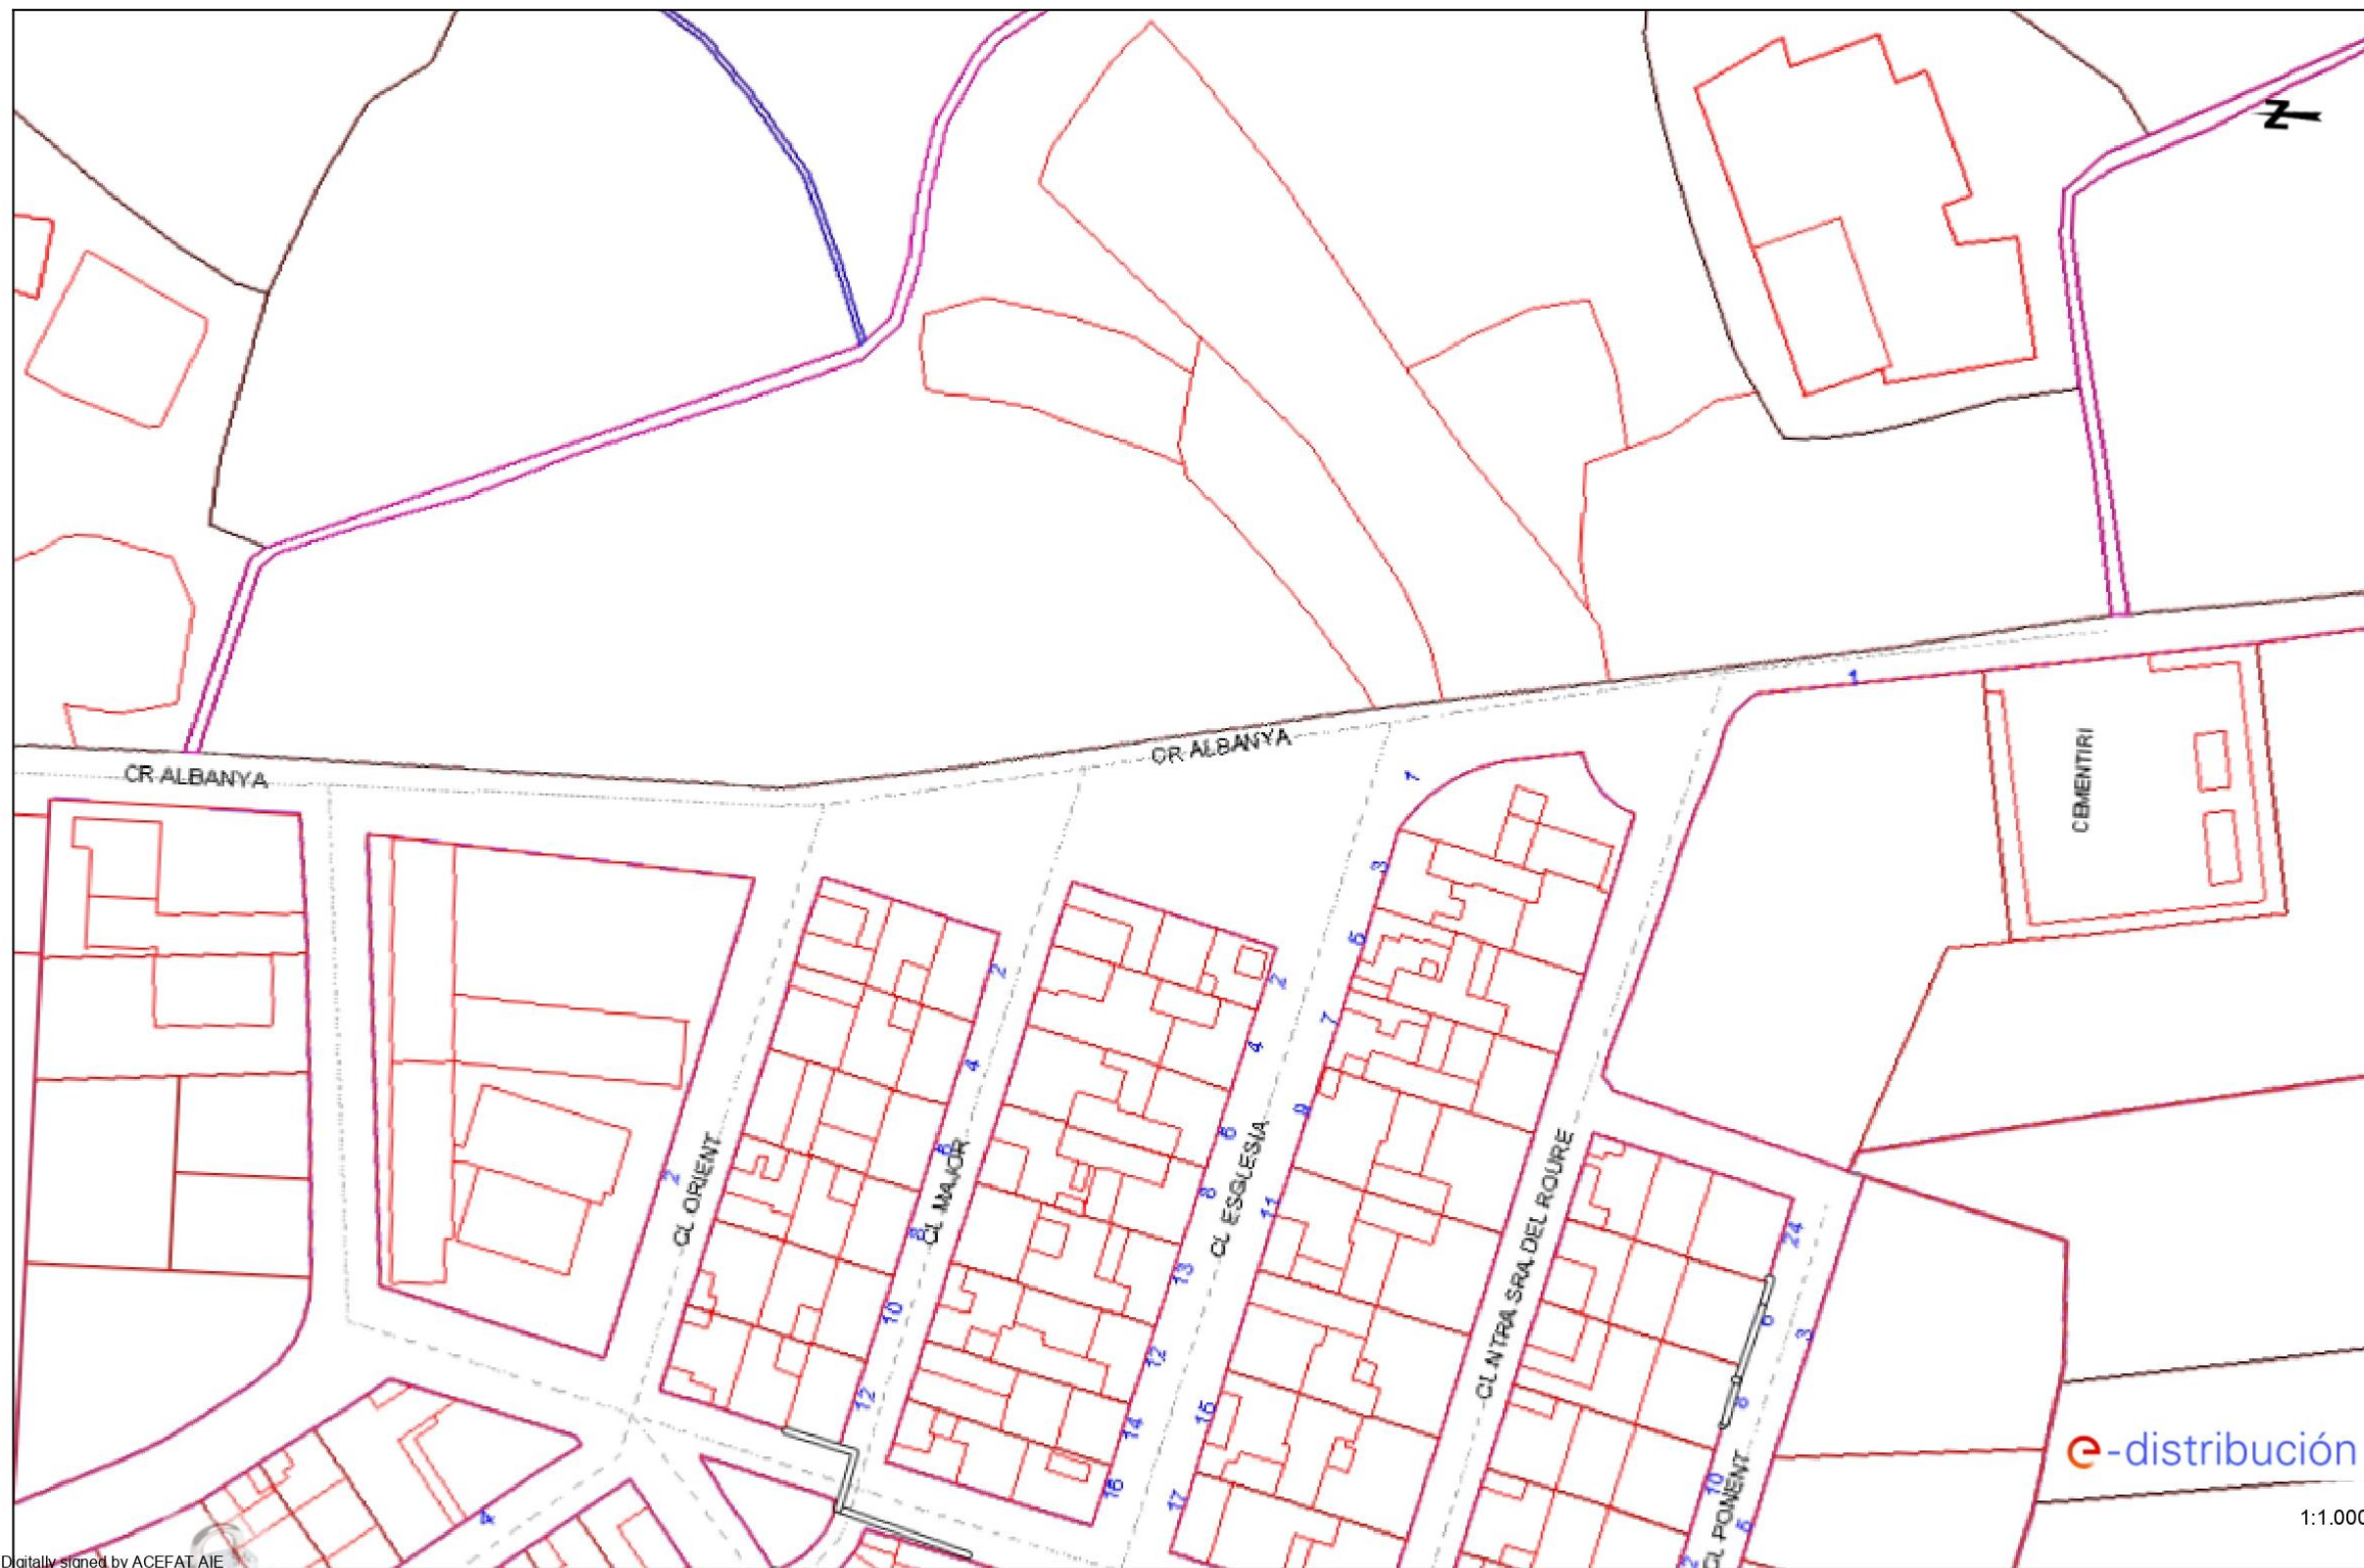 N
1
CR ALBANYA
CR ALBANYA
CEMENTIRI
1
3
5
7
9
11
15
17
2
4
6
8
13
12
14
16
2
4
6
8
10
12
2
4
CL ORIENT
CL MAJOR
CL ESGLESIA
CL NTRA SRA DEL ROURE
CL PONENT
24
6
8
10
3
5
e-distribución
1:1.000
Digitally signed by ACEFAT AIE